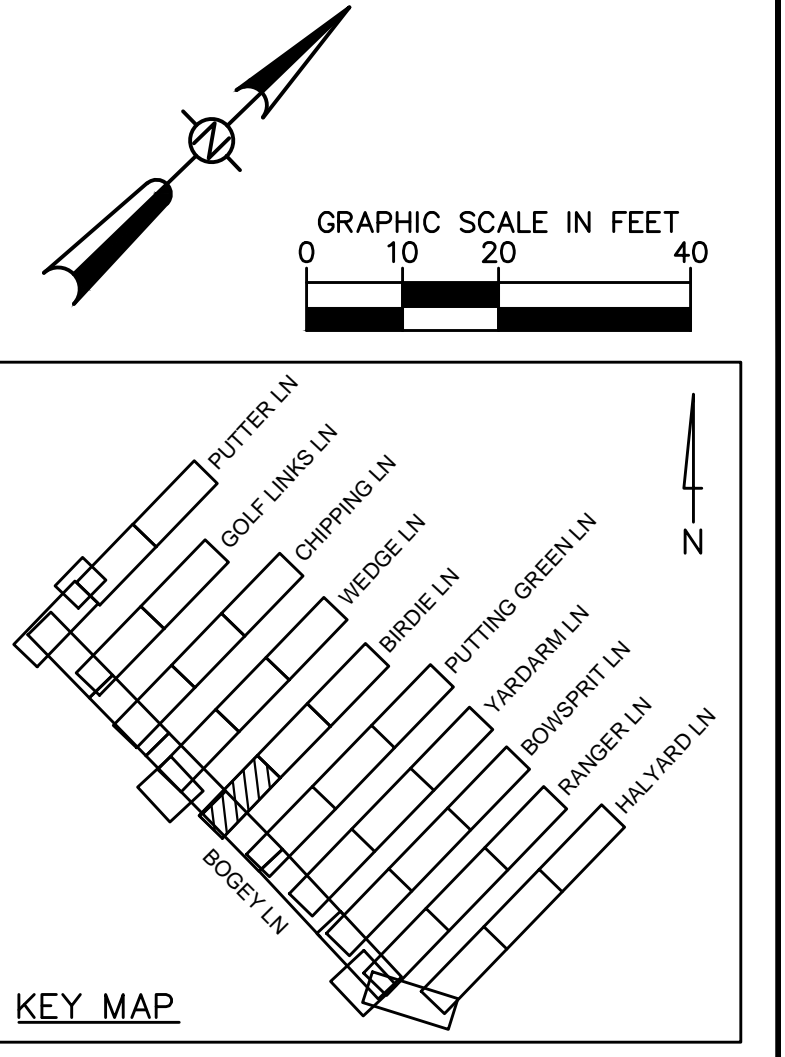 N
GRAPHIC SCALE IN FEET
0 10 20 40
PUTTER LN
GOLF LINKS LN
CHIPPING LN
WEDGE LN
BIRDIE LN
PUTTING GREEN LN
YARDARM LN
BOWSPRIT LN
RANGER LN
HALYARD LN
N
BOGEY LN
KEY MAP